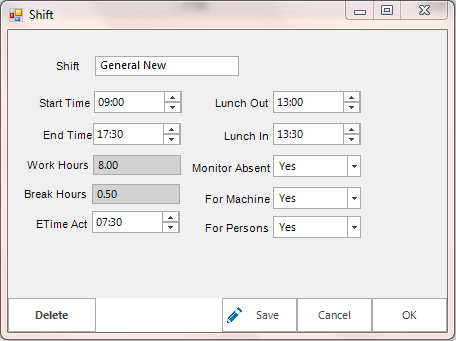 Shift
Shift General New
Start Time 09:00 Lunch Out 13:00
End Time 17:30 Lunch In 13:30
Work Hours 8.00 Monitor Absent Yes
Break Hours 0.50 For Machine Yes
ETime Act 07:30 For Persons Yes
Delete Save Cancel OK